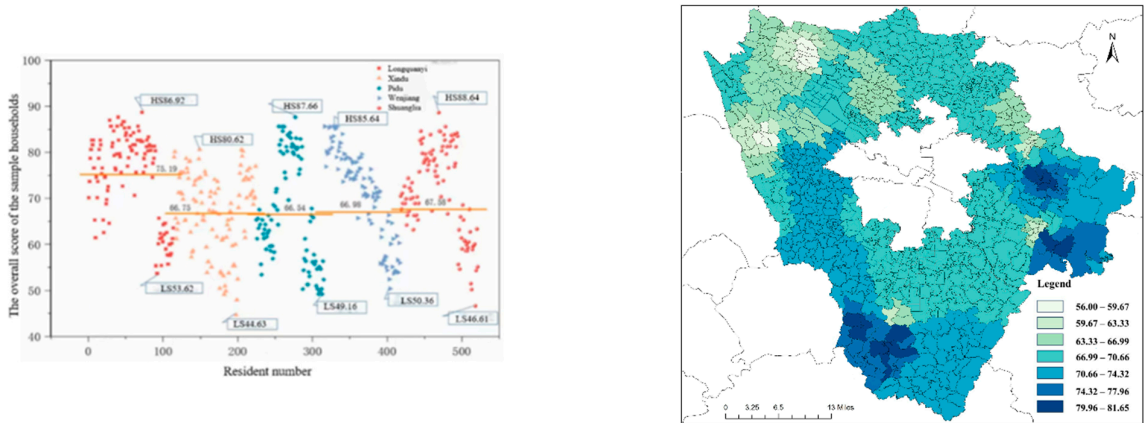 100
90
80
70
60
50
40
The overall score of the sample households
0
100
200
300
400
500
Resident number
Longquanyi
Xindu
Pidu
Wenjiang
Shuangliu
HS86.92
HS80.62
HS87.66
HS85.64
HS88.64
75.19
66.75
66.54
66.98
LS53.62
LS44.63
LS49.16
LS50.36
LS46.61
N
Legend
56.00 – 59.67
59.67 – 63.33
63.33 – 66.99
66.99 – 70.66
70.66 – 74.32
74.32 – 77.96
79.96 – 81.65
0 3.25 6.5 13 Miles